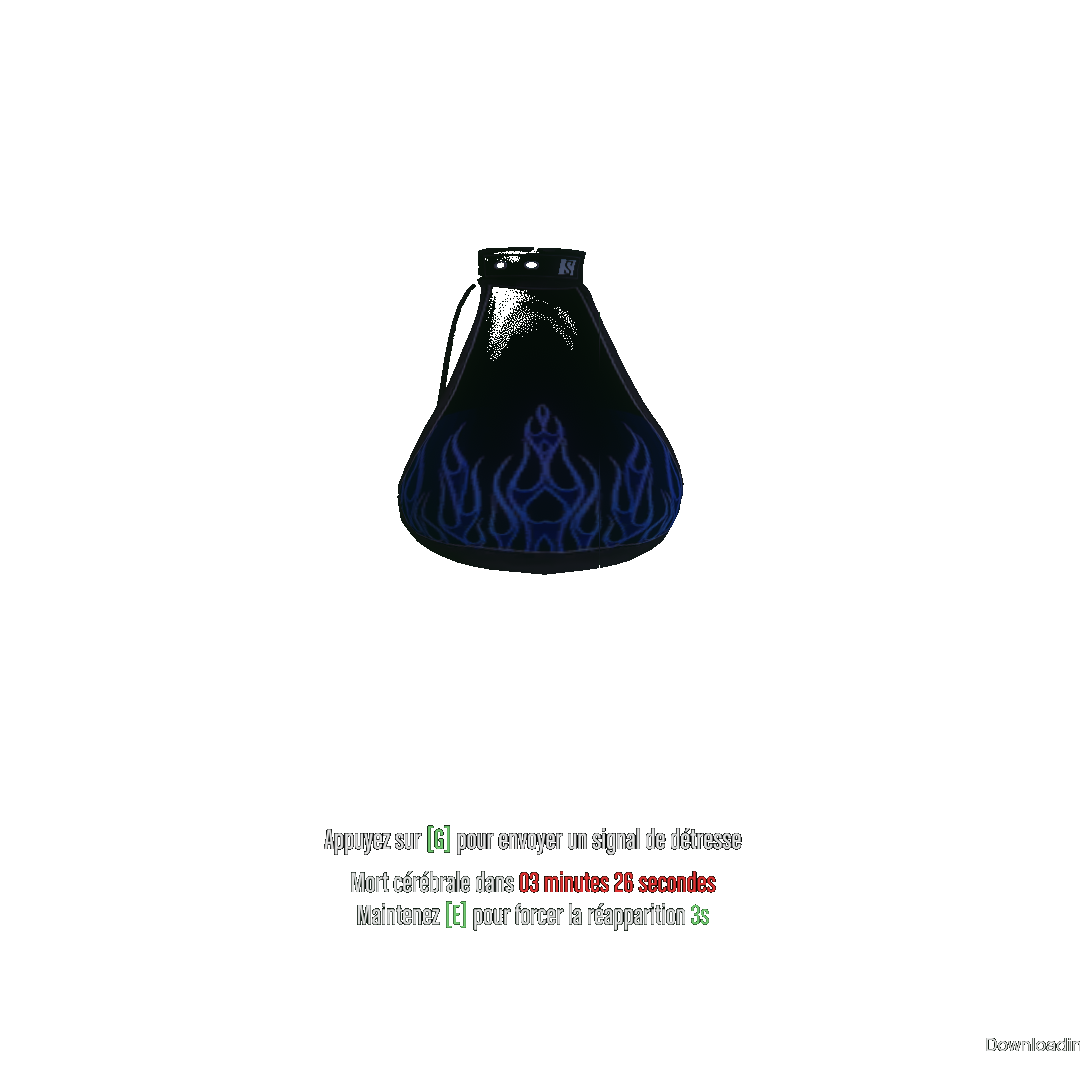 Appuyez sur [G] pour envoyer un signal de détresse
Mort cérébrale dans 03 minutes 26 secondes
Maintenez [E] pour forcer la réapparition 3s
Downloadin